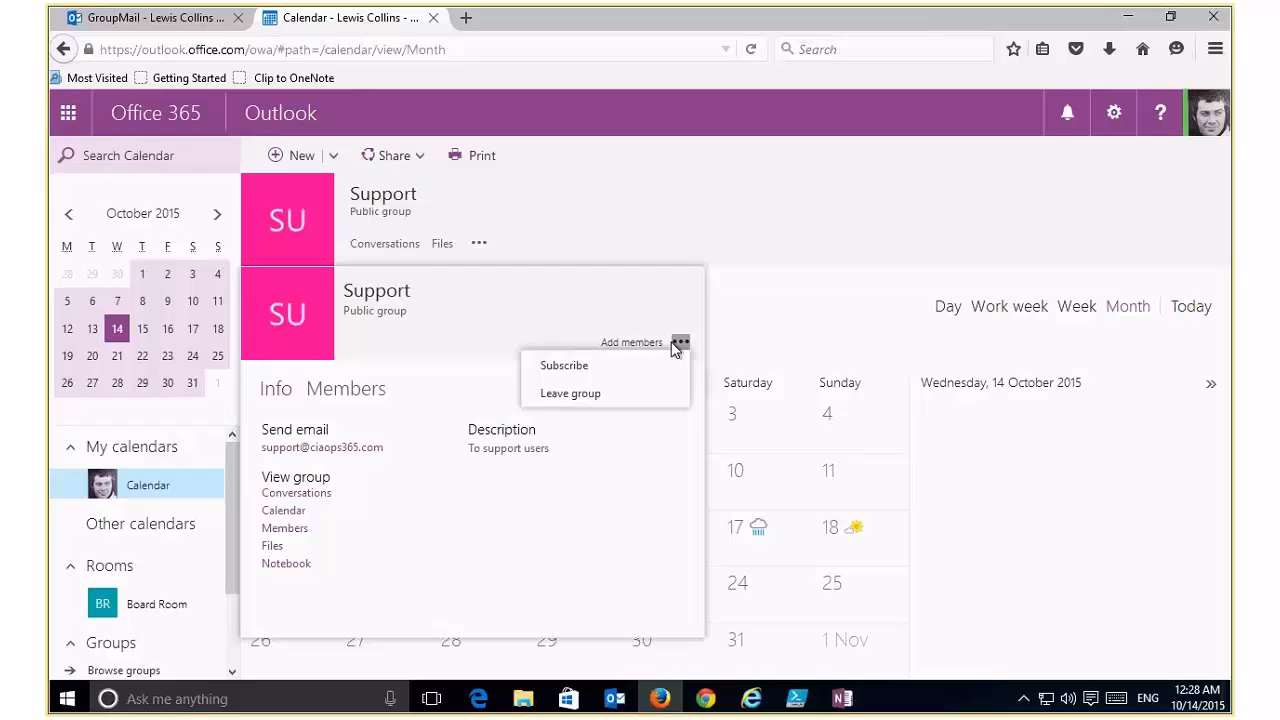 GroupMail - Lewis Collins ...
Calendar - Lewis Collins - ...
https://outlook.office.com/owa/#path=/calendar/view/Month
Search
Most Visited
Getting Started
Clip to OneNote
Office 365
Outlook
?
Search Calendar
New
Share
Print
October 2015
M T W T F S S
28 29 30 1 2 3 4
5 6 7 8 9 10 11
12 13 14 15 16 17 18
19 20 21 22 23 24 25
26 27 28 29 30 31 1
My calendars
Calendar
Other calendars
Rooms
BR
Board Room
Groups
Browse groups
SU
Support
Public group
Conversations Files •••
SU
Support
Public group
Add members •••
Subscribe
Leave group
Info Members
Send email
support@ciaops365.com
Description
To support users
View group
Conversations
Calendar
Members
Files
Notebook
Day Work week Week Month Today
Saturday Sunday
Wednesday, 14 October 2015 »
3 4
10 11
17 18
24 25
26 27 28 29 30 31 1 Nov
Ask me anything
ENG
12:28 AM
10/14/2015